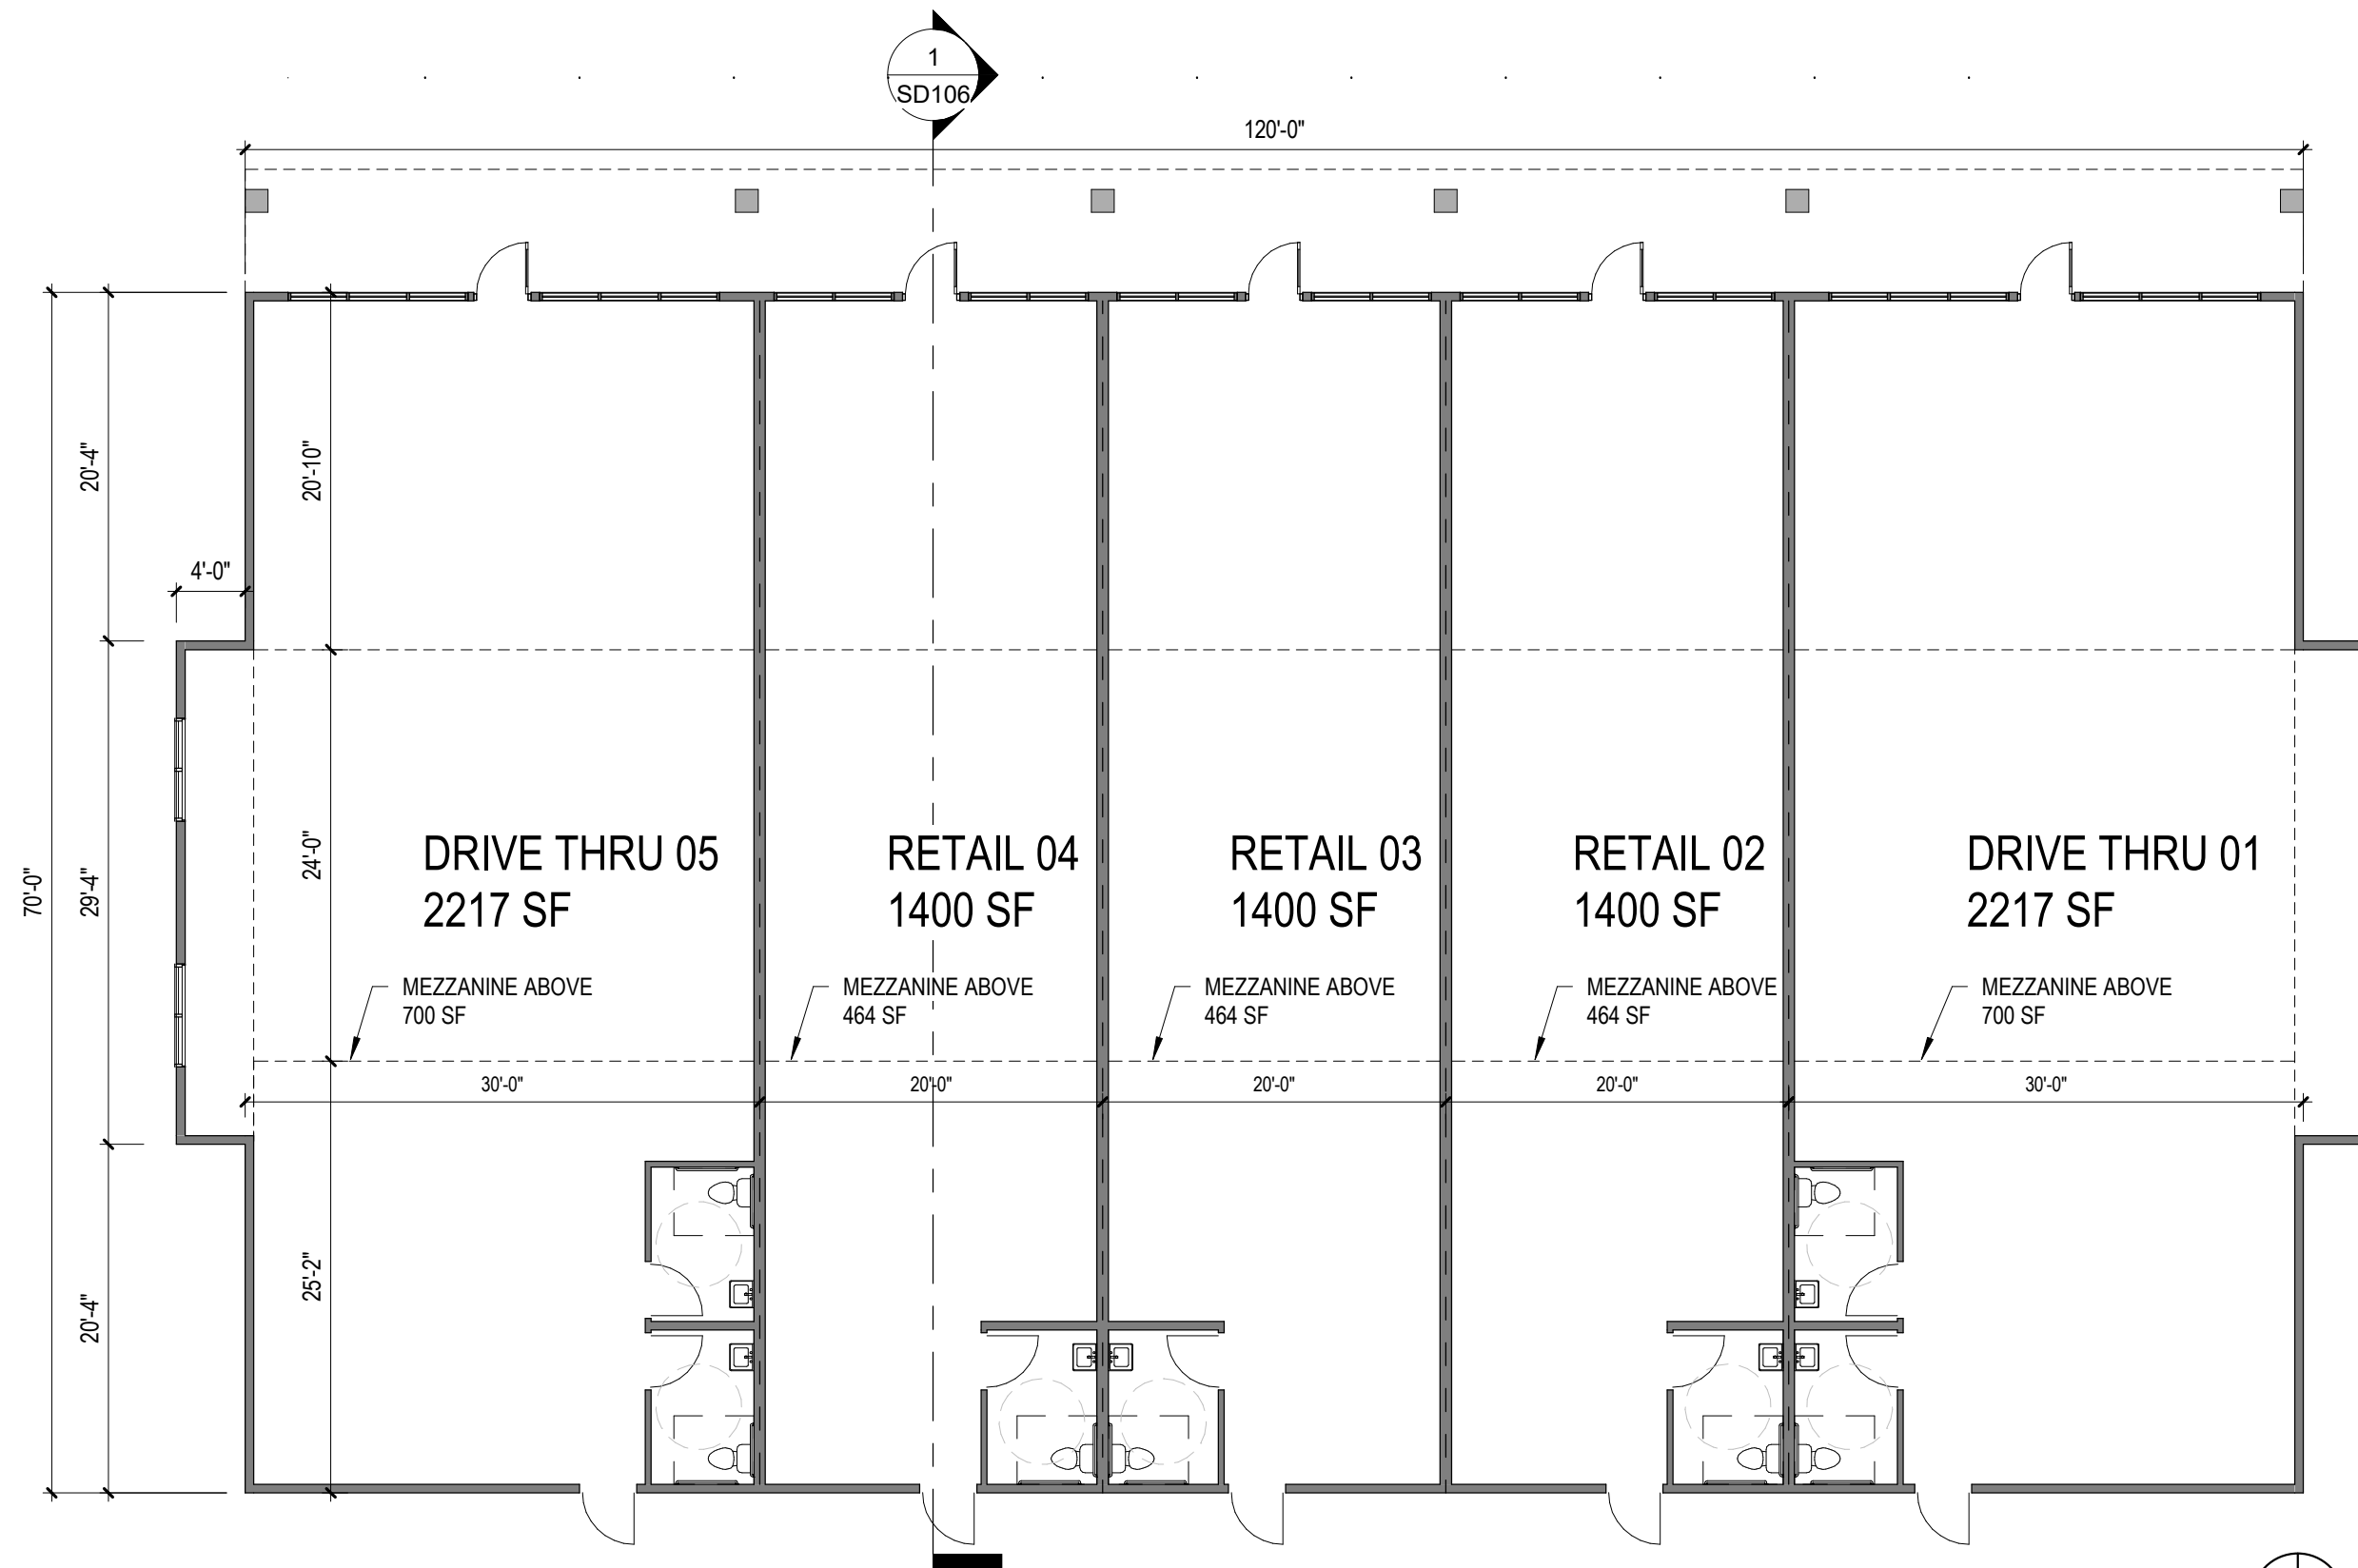 1
SD106
120'-0"
20'-4"
20'-10"
4'-0"
70'-0"
29'-4"
24'-0"
DRIVE THRU 05
2217 SF
RETAIL 04
1400 SF
RETAIL 03
1400 SF
RETAIL 02
1400 SF
DRIVE THRU 01
2217 SF
MEZZANINE ABOVE
700 SF
MEZZANINE ABOVE
464 SF
MEZZANINE ABOVE
464 SF
MEZZANINE ABOVE
464 SF
MEZZANINE ABOVE
700 SF
30'-0"
20'-0"
20'-0"
20'-0"
30'-0"
20'-4"
25'-2"